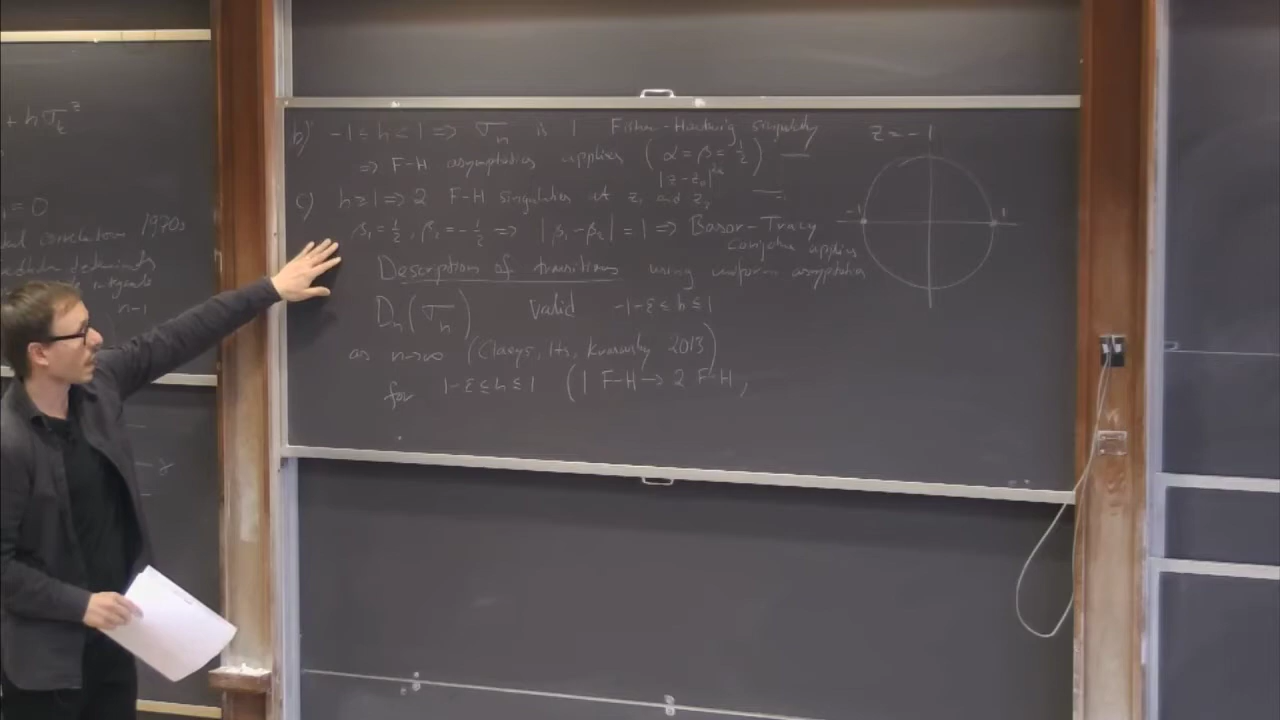 + h σ^z
= 0
correlations 1970s
n-1
b) -1 ≤ h < 1 ⇒ σ_n is 1 Fisher-Hartwig singularity
⇒ F-H asymptotics applies (α = β = 1/2) —
|z-z_0|^{2α}
c) h ≥ 1 ⇒ 2 F-H singularities at z_1 and z_2 —
β_1 = 1/2, β_2 = -1/2 ⇒ |β_1-β_2| = 1 ⇒ Basor-Tracy
conjecture applies
Description of transitions using uniform asymptotics
D_n(σ_n) valid -1-ε ≤ h ≤ 1
as n→∞ (Claeys, Its, Krasovsky 2013)
for 1-ε ≤ h ≤ 1 (1 F-H → 2 F-H,
z = -1
-1
1